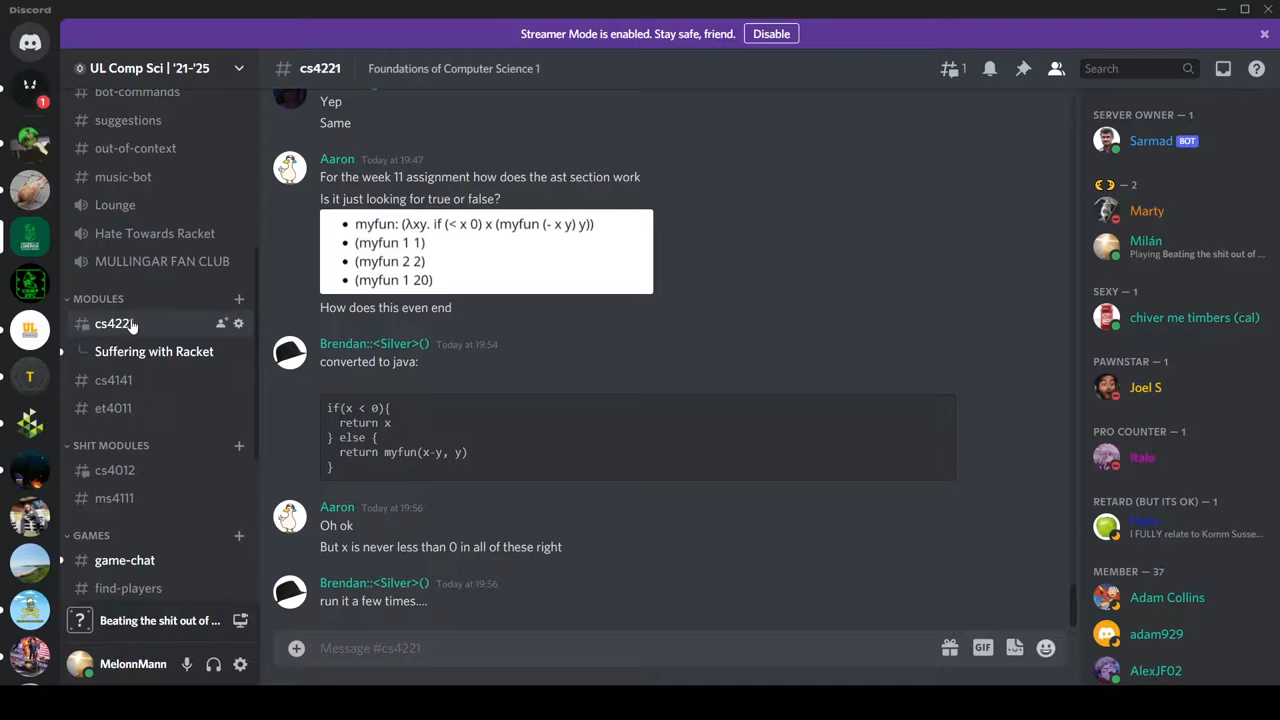 Discord
Streamer Mode is enabled. Stay safe, friend.
Disable
UL Comp Sci | '21-'25
bot-commands
suggestions
out-of-context
music-bot
Lounge
Hate Towards Racket
MULLINGAR FAN CLUB
MODULES
cs4221
Suffering with Racket
cs4141
et4011
SHIT MODULES
cs4012
ms4111
GAMES
game-chat
find-players
Beating the shit out of ...
MelonnMann
1
UL
T
# cs4221
Foundations of Computer Science 1
1
Search
Yep
Same
Aaron Today at 19:47
For the week 11 assignment how does the ast section work
Is it just looking for true or false?
• myfun: (λxy. if (< x 0) x (myfun (- x y) y))
• (myfun 1 1)
• (myfun 2 2)
• (myfun 1 20)
How does this even end
Brendan::<Silver>() Today at 19:54
converted to java:
if(x < 0){
return x
} else {
return myfun(x-y, y)
}
Aaron Today at 19:56
Oh ok
But x is never less than 0 in all of these right
Brendan::<Silver>() Today at 19:56
run it a few times....
Message #cs4221
GIF
SERVER OWNER — 1
Sarmad BOT
— 2
Marty
Milán
Playing Beating the shit out of ...
SEXY — 1
chiver me timbers (cal)
PAWNSTAR — 1
Joel S
PRO COUNTER — 1
Italo
RETARD (BUT ITS OK) — 1
I FULLY relate to Komm Susse...
MEMBER — 37
Adam Collins
adam929
AlexJF02